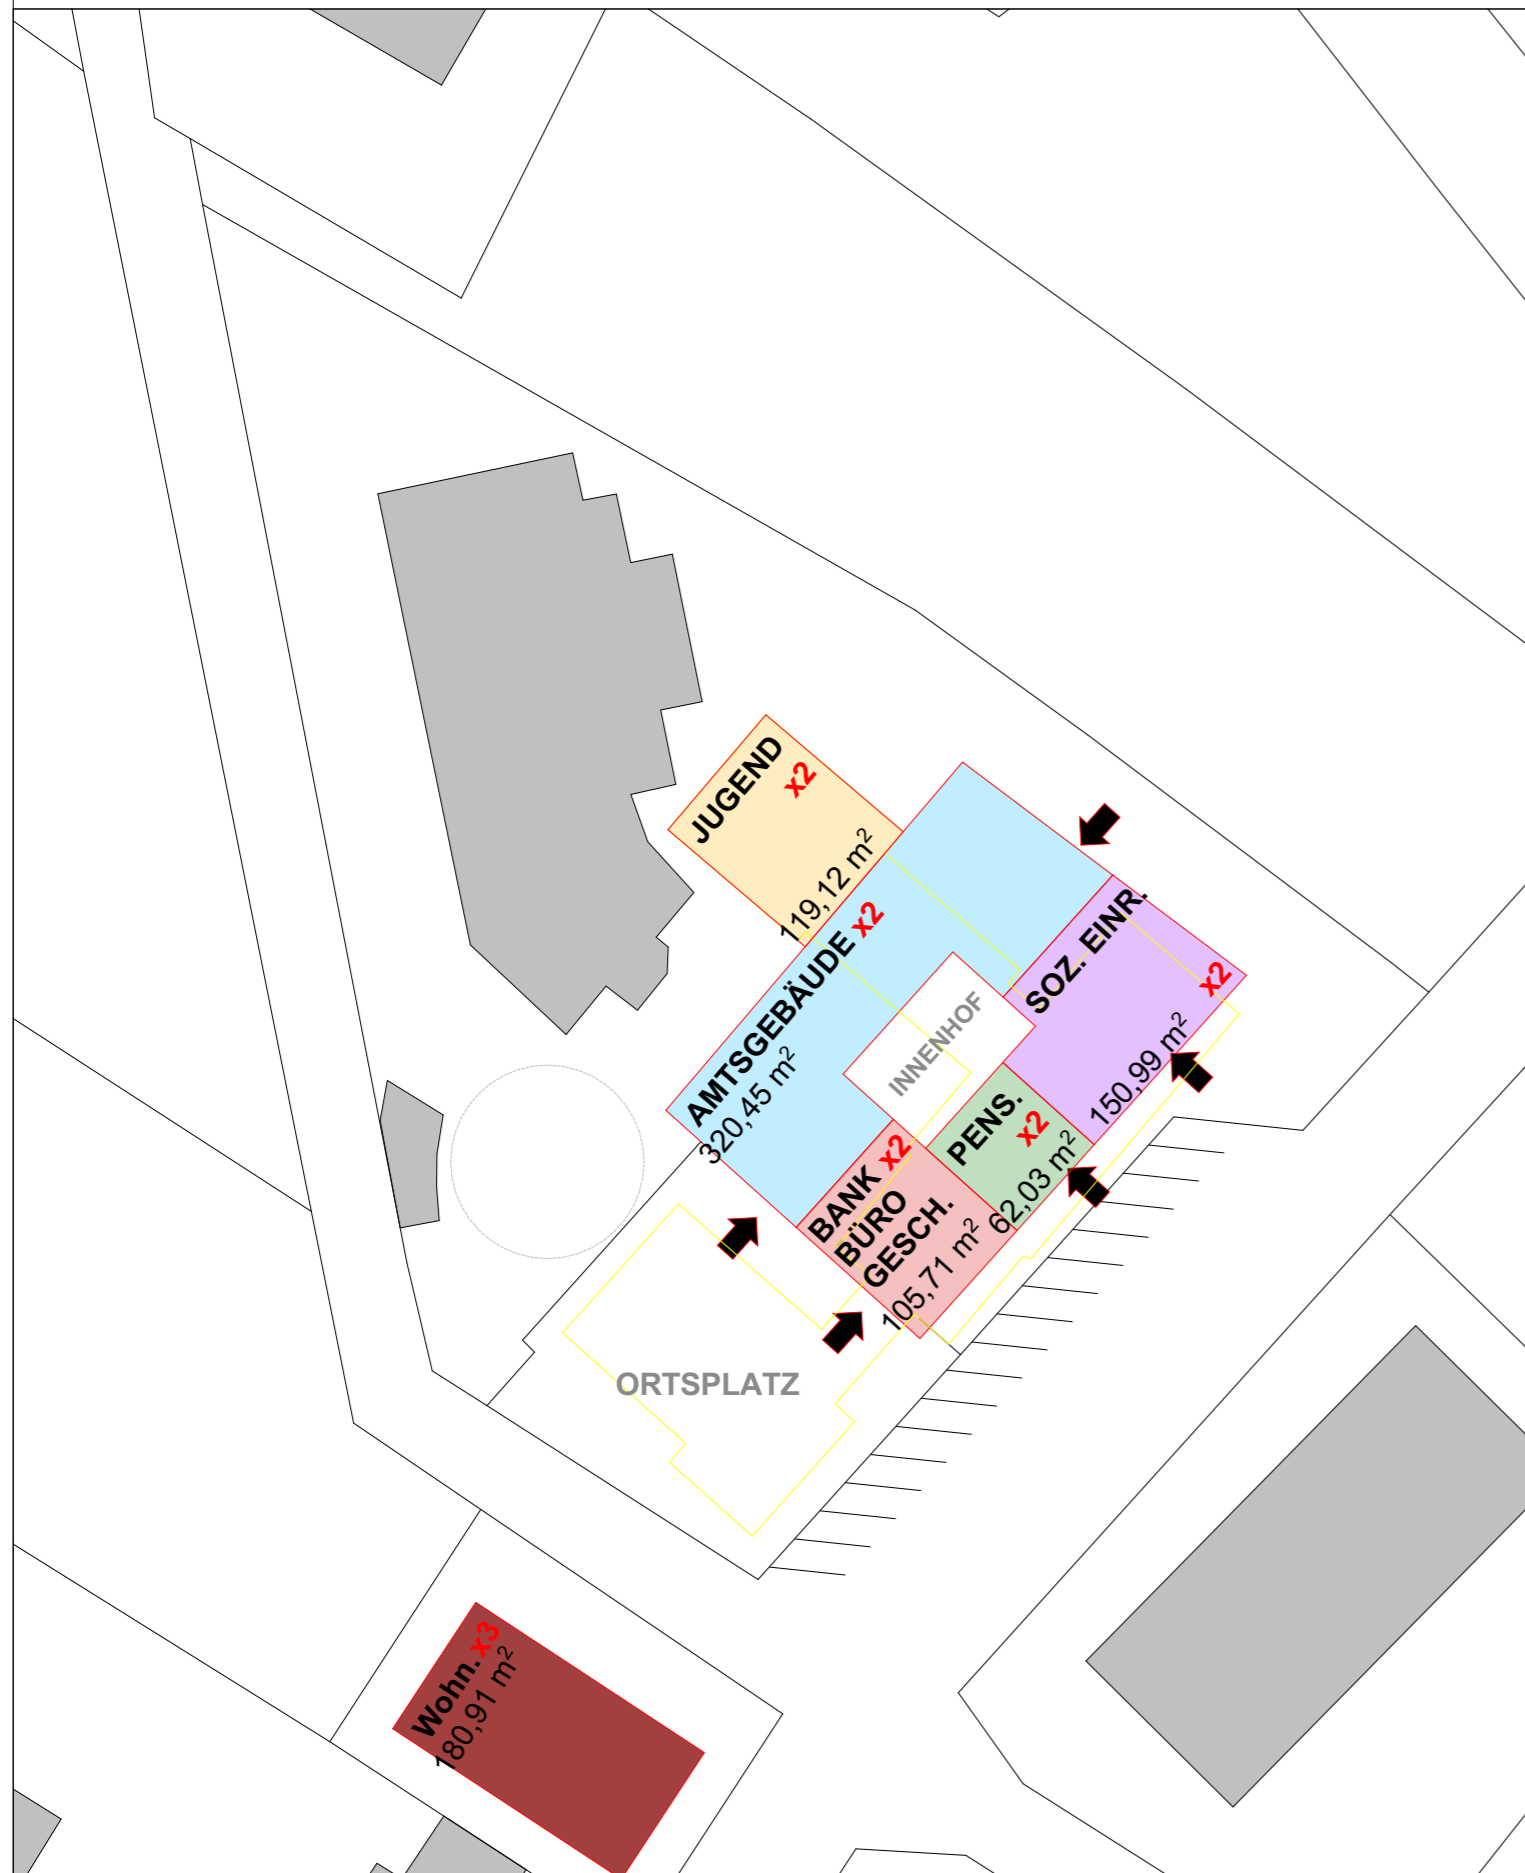 JUGEND
x2
119,12 m²
AMTSGEBÄUDE x2
320,45 m²
SOZ. EINR.
x2
150,99 m²
INNENHOF
PENS.
x2
62,03 m²
BANK x2
BÜRO
GESCH.
105,71 m²
ORTSPLATZ
Wohn. x3
180,91 m²